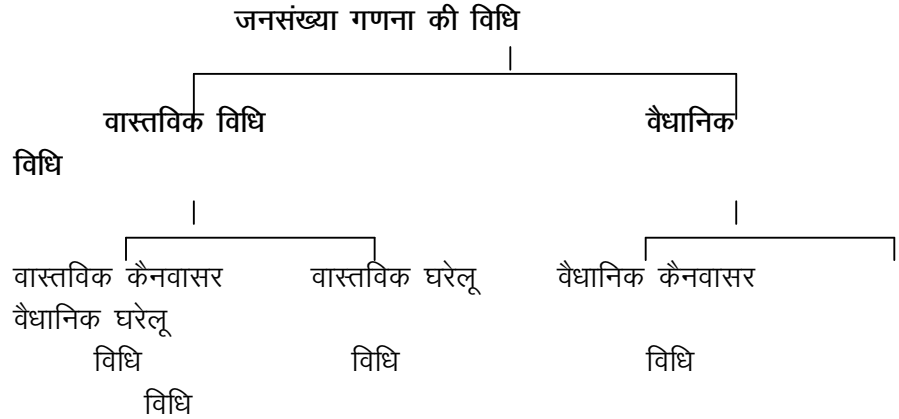 जनसंख्या गणना की विधि
वास्तविक विधि वैधानिक
विधि
वास्तविक कैनवासर वास्तविक घरेलू वैधानिक कैनवासर
वैधानिक घरेलू
विधि विधि विधि
विधि